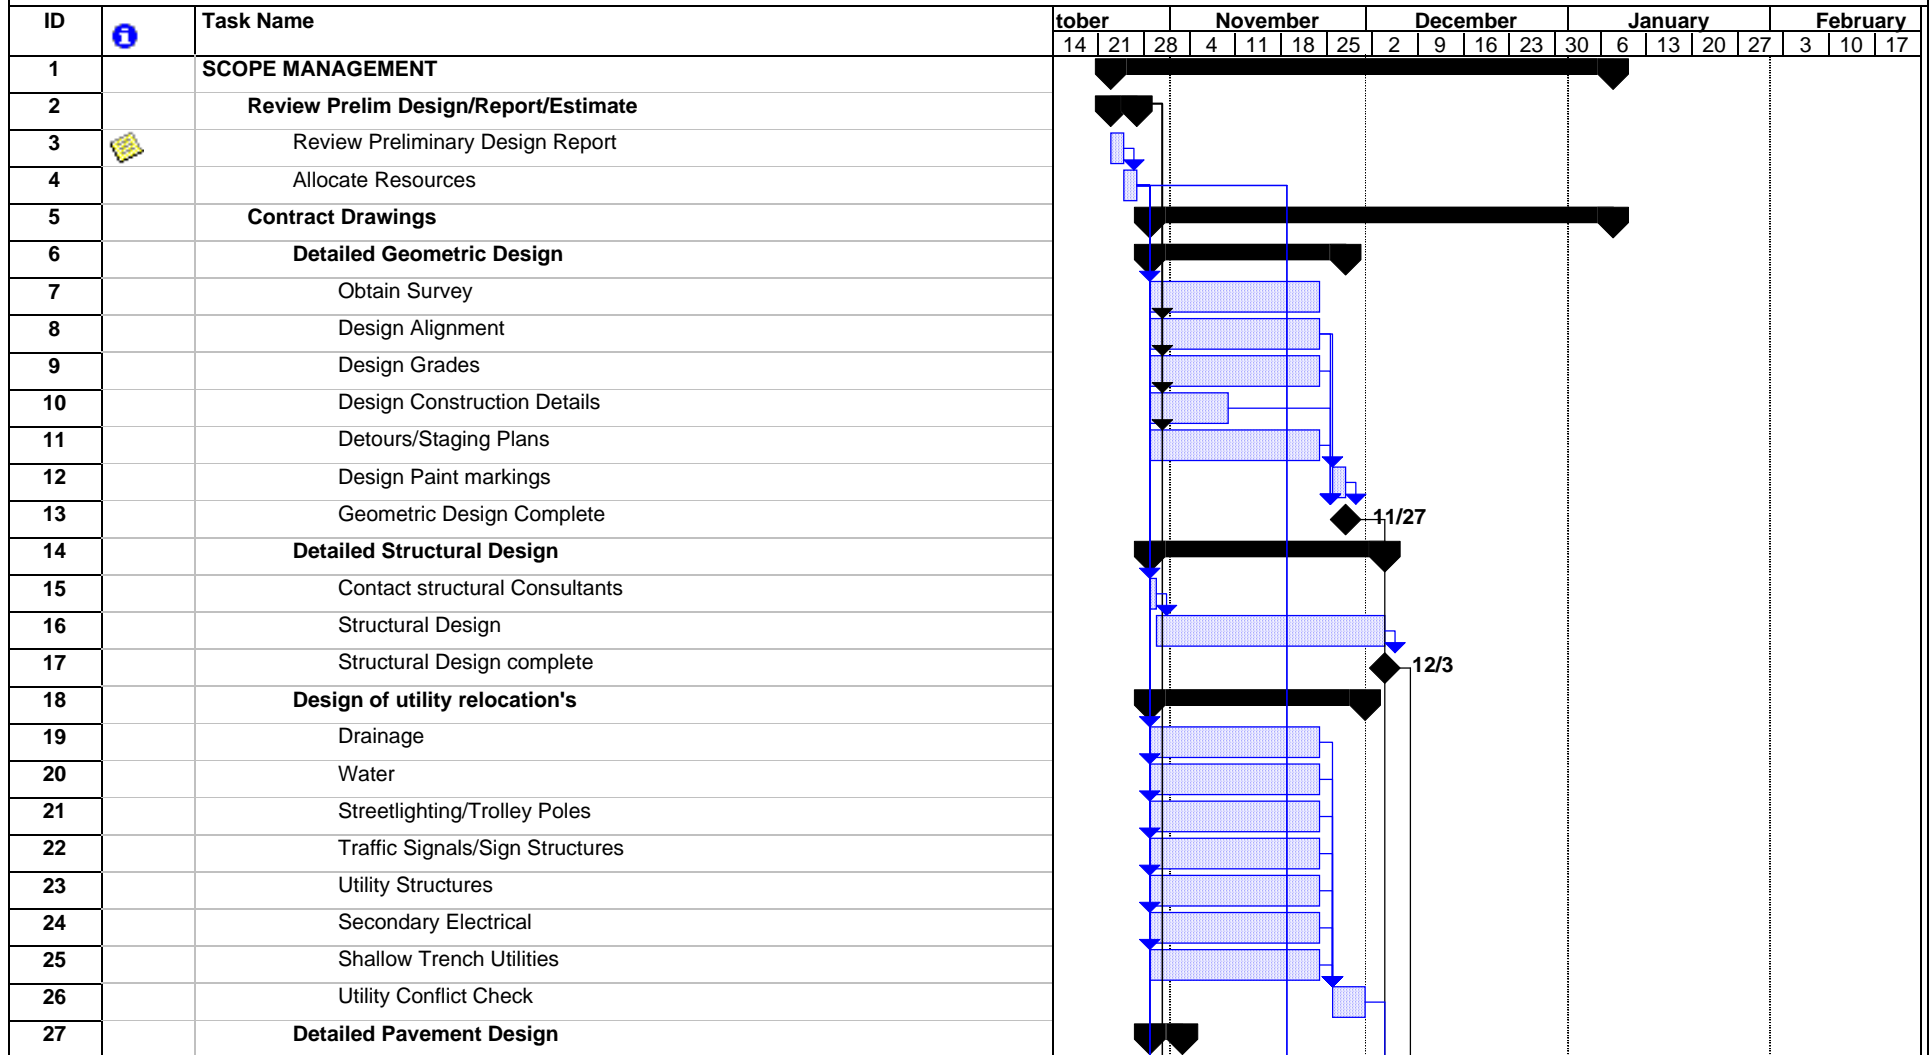 ID Task Name tober November December January February
14 21 28 4 11 18 25 2 9 16 23 30 6 13 20 27 3 10 17
1 SCOPE MANAGEMENT
2 Review Prelim Design/Report/Estimate
3 Review Preliminary Design Report
4 Allocate Resources
5 Contract Drawings
6 Detailed Geometric Design
7 Obtain Survey
8 Design Alignment
9 Design Grades
10 Design Construction Details
11 Detours/Staging Plans
12 Design Paint markings
13 Geometric Design Complete 11/27
14 Detailed Structural Design
15 Contact structural Consultants
16 Structural Design
17 Structural Design complete 12/3
18 Design of utility relocation's
19 Drainage
20 Water
21 Streetlighting/Trolley Poles
22 Traffic Signals/Sign Structures
23 Utility Structures
24 Secondary Electrical
25 Shallow Trench Utilities
26 Utility Conflict Check
27 Detailed Pavement Design